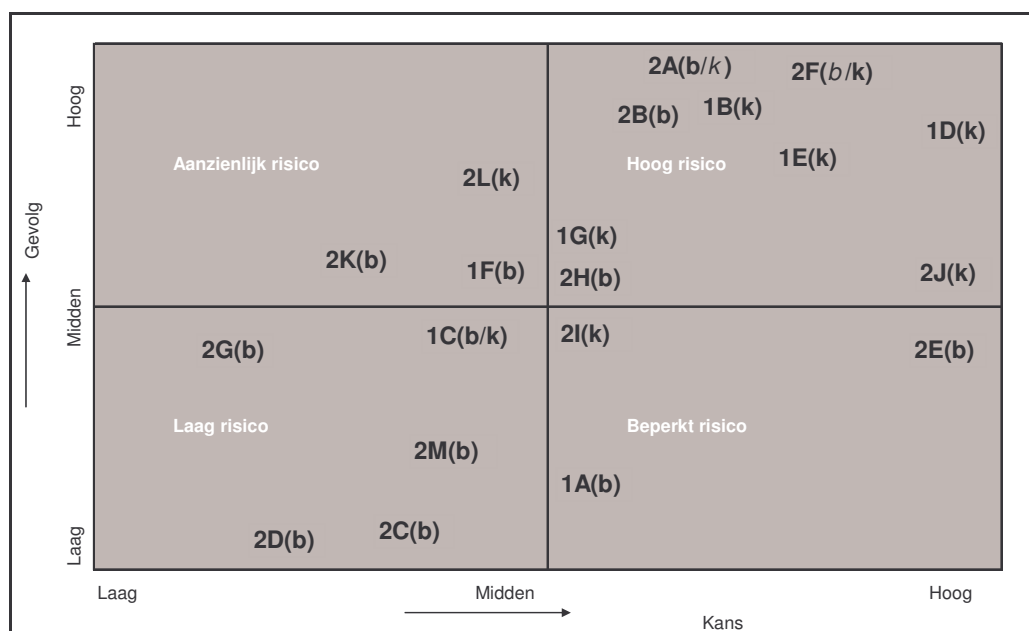 Hoog
2A(b/k)
2F(b/k)
2B(b)
1B(k)
1D(k)
Aanzienlijk risico
Hoog risico
1E(k)
2L(k)
Gevolg
1G(k)
2K(b)
1F(b)
2H(b)
2J(k)
Midden
2G(b)
1C(b/k)
2I(k)
2E(b)
Laag risico
Beperkt risico
2M(b)
1A(b)
Laag
2D(b)
2C(b)
Laag
Midden
Hoog
Kans